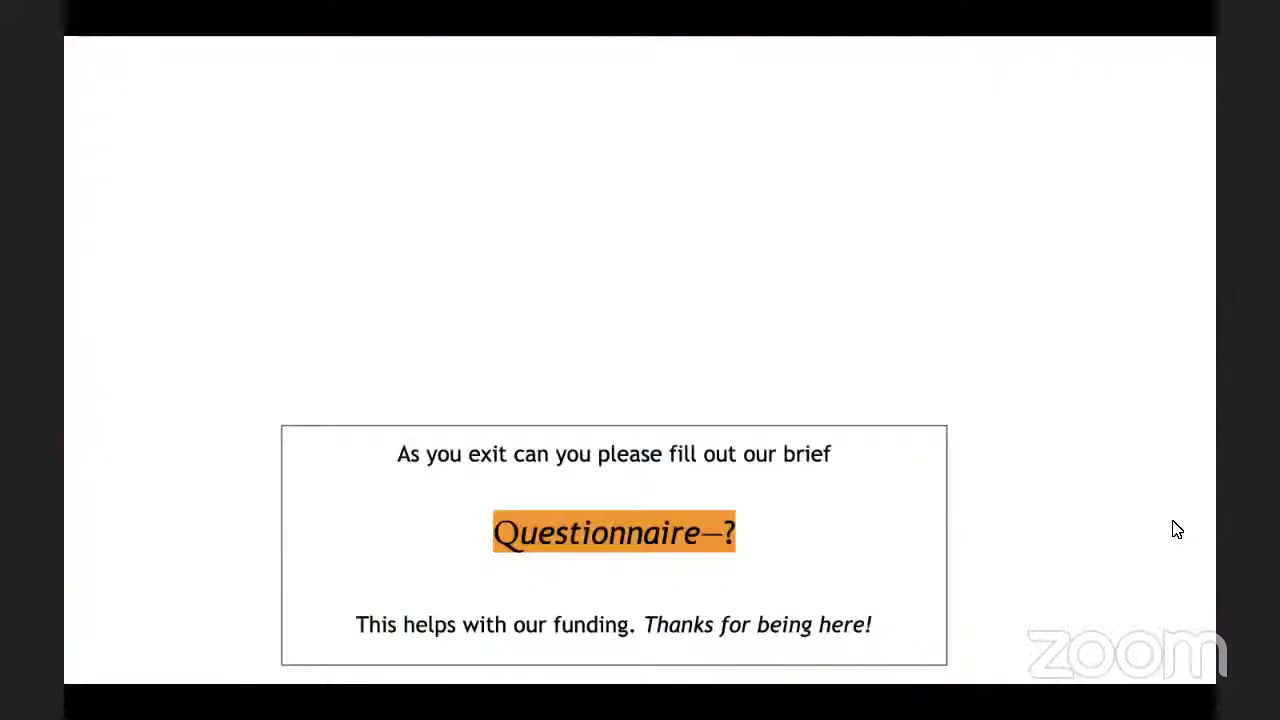 As you exit can you please fill out our brief
Questionnaire—?
This helps with our funding. Thanks for being here!
zoom